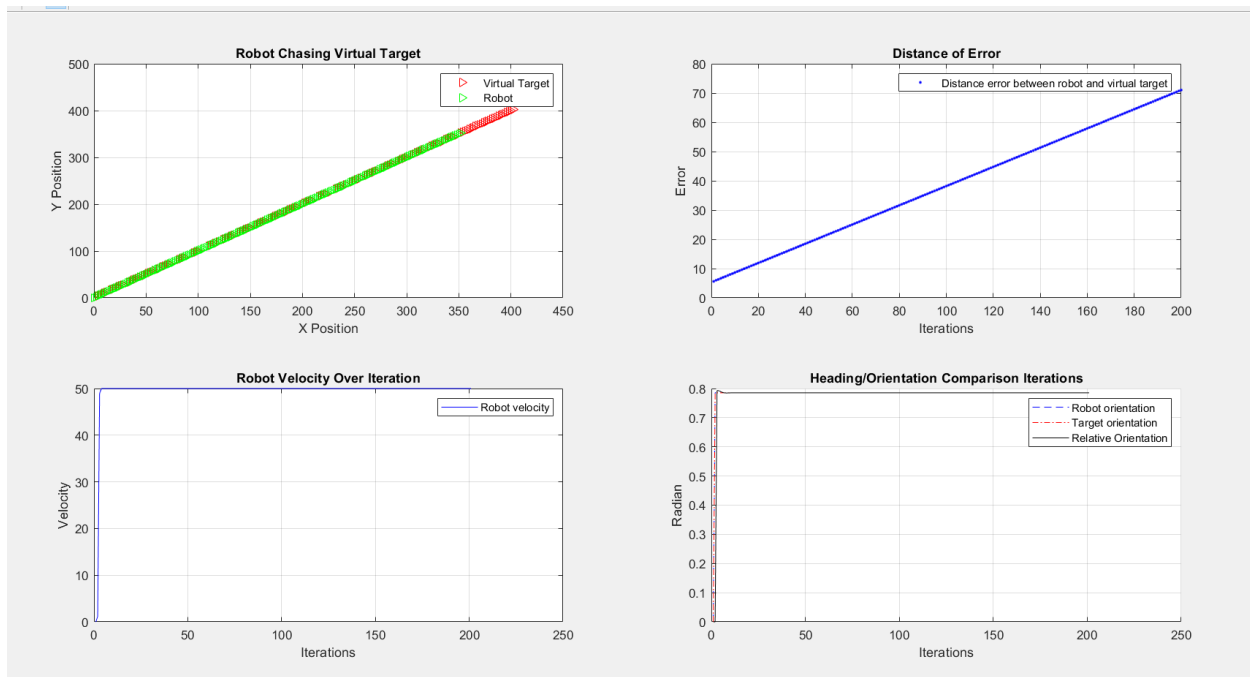 Robot Chasing Virtual Target
500
400
300
200
100
0
Y Position
Virtual Target
Robot
0 50 100 150 200 250 300 350 400 450
X Position
Distance of Error
80
70
60
50
40
30
20
10
0
Error
Distance error between robot and virtual target
0 20 40 60 80 100 120 140 160 180 200
Iterations
Robot Velocity Over Iteration
50
40
30
20
10
0
Velocity
Robot velocity
0 50 100 150 200 250
Iterations
Heading/Orientation Comparison Iterations
0.8
0.7
0.6
0.5
0.4
0.3
0.2
0.1
0
Radian
Robot orientation
Target orientation
Relative Orientation
0 50 100 150 200 250
Iterations